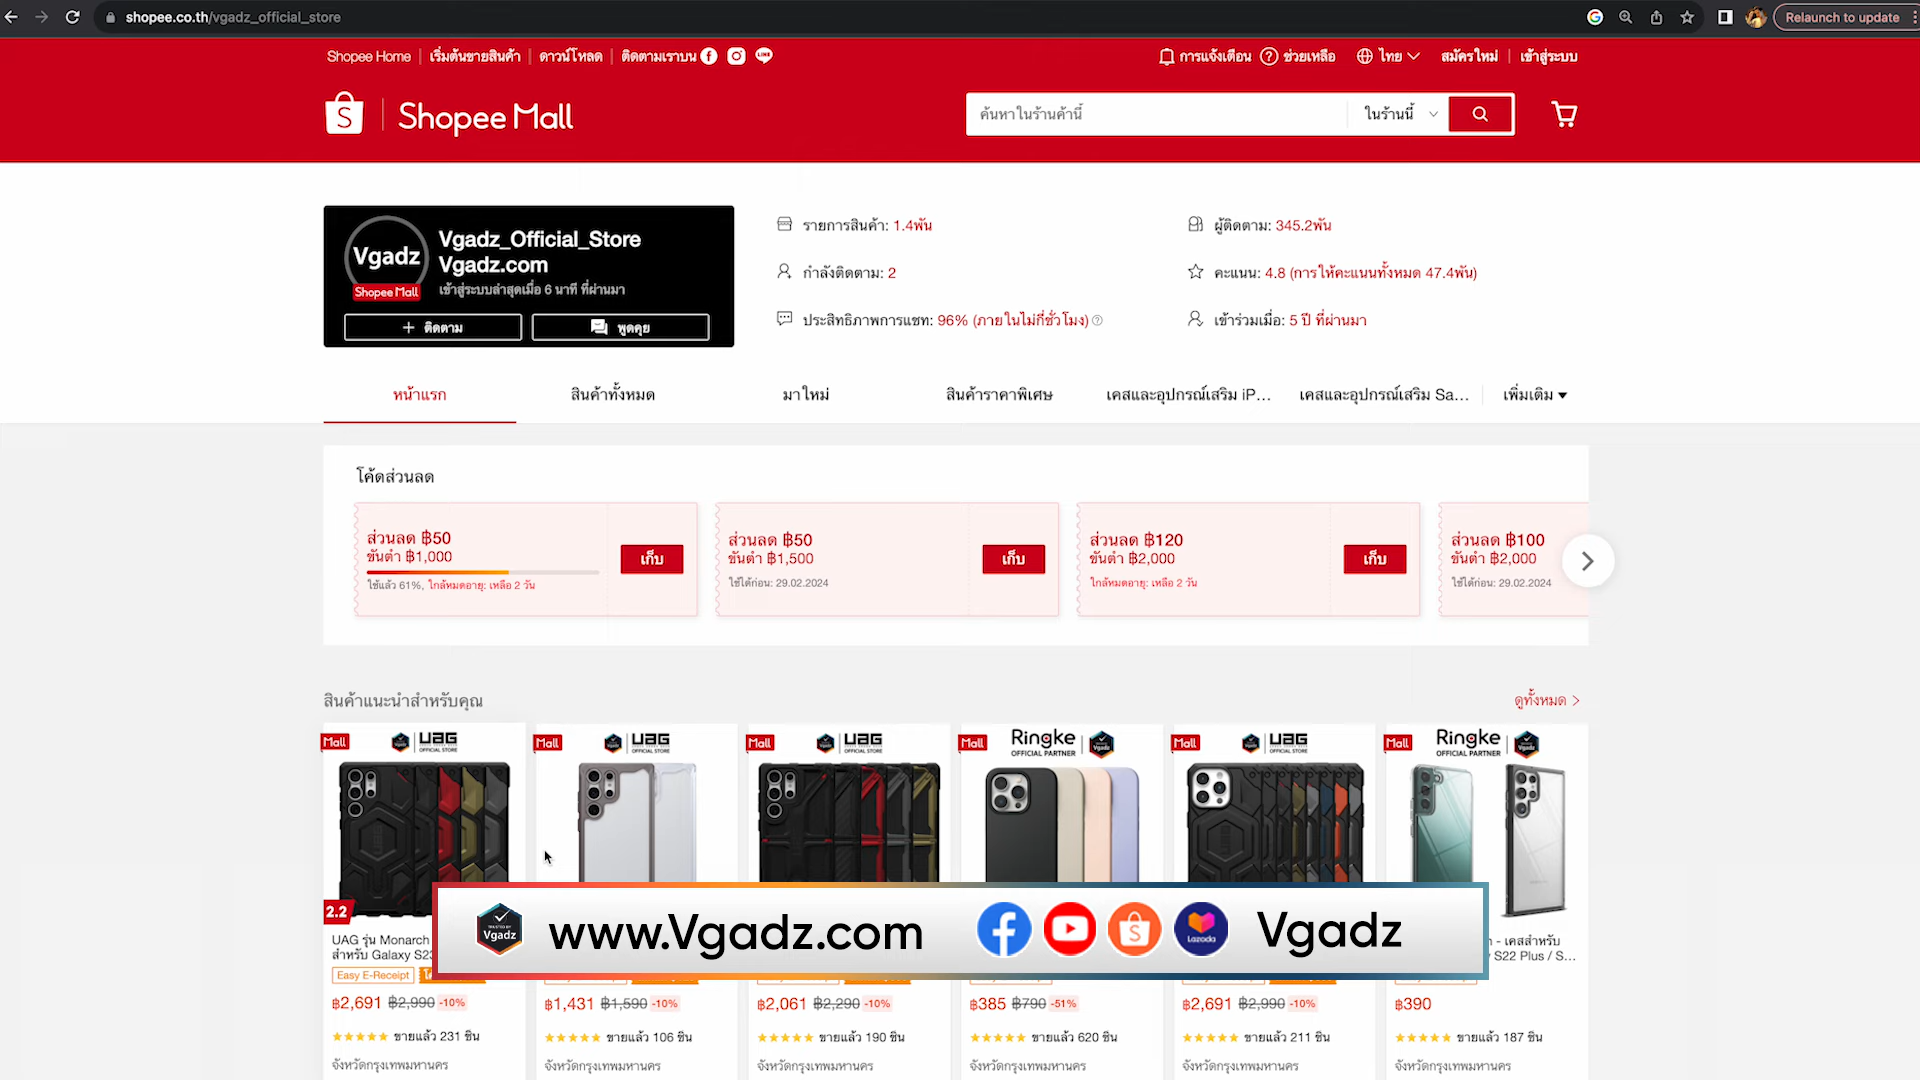 shopee.co.th/vgadz_official_store
Relaunch to update
Shopee Home
เริ่มต้นขายสินค้า
ดาวน์โหลด
ติดตามเราบน
การแจ้งเตือน
ช่วยเหลือ
ไทย
สมัครใหม่
เข้าสู่ระบบ
Shopee Mall
ค้นหาในร้านค้านี้
ในร้านนี้
Vgadz
Shopee Mall
Vgadz_Official_Store
Vgadz.com
เข้าสู่ระบบล่าสุดเมื่อ 6 นาที ที่ผ่านมา
ติดตาม
พูดคุย
รายการสินค้า: 1.4พัน
ผู้ติดตาม: 345.2พัน
กำลังติดตาม: 2
คะแนน: 4.8 (การให้คะแนนทั้งหมด 47.4พัน)
ประสิทธิภาพการแชท: 96% (ภายในไม่กี่ชั่วโมง)
เข้าร่วมเมื่อ: 5 ปี ที่ผ่านมา
หน้าแรก
สินค้าทั้งหมด
มาใหม่
สินค้าราคาพิเศษ
เคสและอุปกรณ์เสริม iP...
เคสและอุปกรณ์เสริม Sa...
เพิ่มเติม
โค้ดส่วนลด
ส่วนลด ฿50
ขั้นต่ำ ฿1,000
ใช้แล้ว 61%, ใกล้หมดอายุ: เหลือ 2 วัน
เก็บ
ส่วนลด ฿50
ขั้นต่ำ ฿1,500
ใช้ได้ก่อน: 29.02.2024
เก็บ
ส่วนลด ฿120
ขั้นต่ำ ฿2,000
ใกล้หมดอายุ: เหลือ 2 วัน
เก็บ
ส่วนลด ฿100
ขั้นต่ำ ฿2,000
ใช้ได้ก่อน: 29.02.2024
สินค้าแนะนำสำหรับคุณ
ดูทั้งหมด
Mall
UAG
OFFICIAL STORE
Mall
UAG
OFFICIAL STORE
Mall
UAG
OFFICIAL STORE
Mall
Ringke
OFFICIAL PARTNER
Mall
UAG
OFFICIAL STORE
Mall
Ringke
OFFICIAL PARTNER
2.2
UAG รุ่น Monarch
สำหรับ Galaxy S23
Easy E-Receipt
- เคสสำหรับ
S22 Plus / S...
Vgadz
www.Vgadz.com
Lazada
Vgadz
฿2,691 ฿2,990 -10%
฿1,431 ฿1,590 -10%
฿2,061 ฿2,290 -10%
฿385 ฿790 -51%
฿2,691 ฿2,990 -10%
฿390
ขายแล้ว 231 ชิ้น
ขายแล้ว 106 ชิ้น
ขายแล้ว 190 ชิ้น
ขายแล้ว 620 ชิ้น
ขายแล้ว 211 ชิ้น
ขายแล้ว 187 ชิ้น
จังหวัดกรุงเทพมหานคร
จังหวัดกรุงเทพมหานคร
จังหวัดกรุงเทพมหานคร
จังหวัดกรุงเทพมหานคร
จังหวัดกรุงเทพมหานคร
จังหวัดกรุงเทพมหานคร